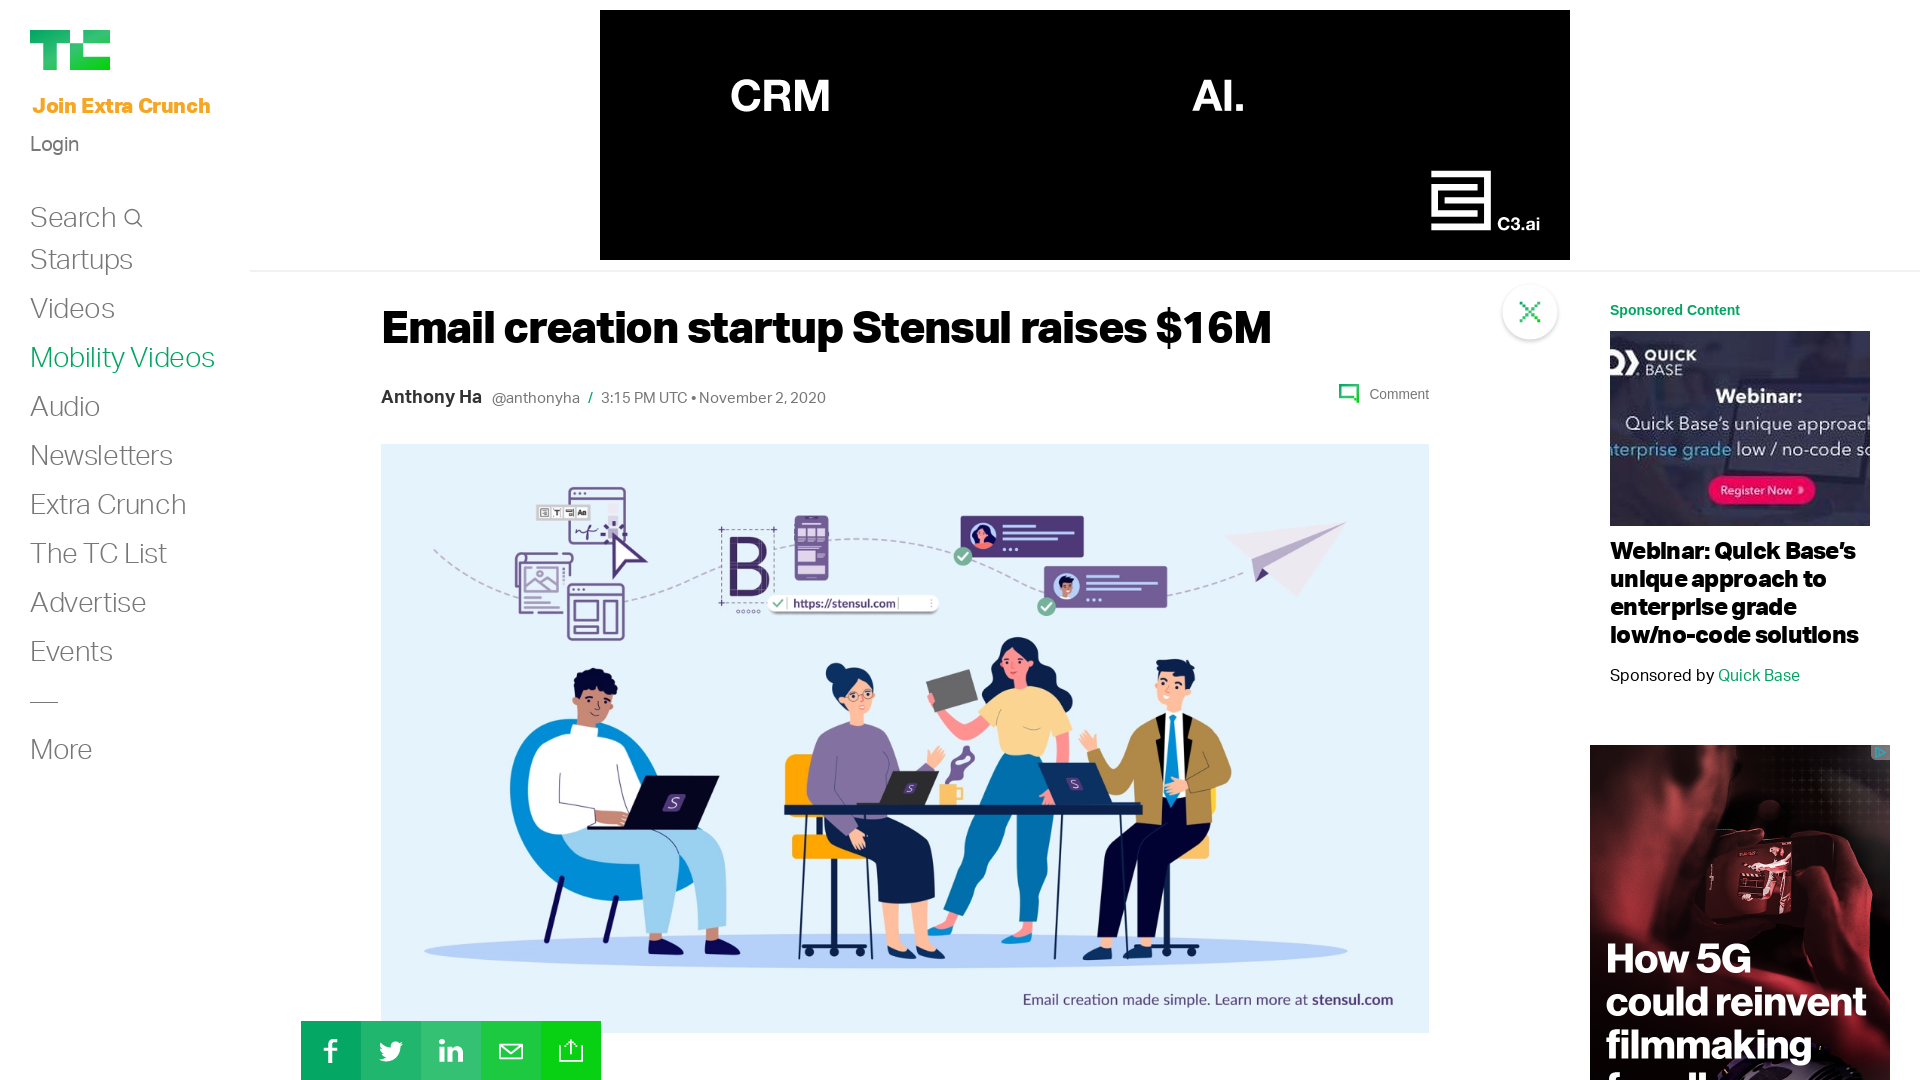 TC
Join Extra Crunch
Login
Search
Startups
Videos
Mobility Videos
Audio
Newsletters
Extra Crunch
The TC List
Advertise
Events
More
CRM AI.
C3.ai
Email creation startup Stensul raises $16M
Anthony Ha @anthonyha / 3:15 PM UTC • November 2, 2020
Comment
B
https://stensul.com
Email creation made simple. Learn more at stensul.com
Sponsored Content
QUICK
BASE
Webinar:
Quick Base's unique approach
enterprise grade low / no-code so
Register Now
Webinar: Quick Base's
unique approach to
enterprise grade
low/no-code solutions
Sponsored by Quick Base
How 5G
could reinvent
filmmaking